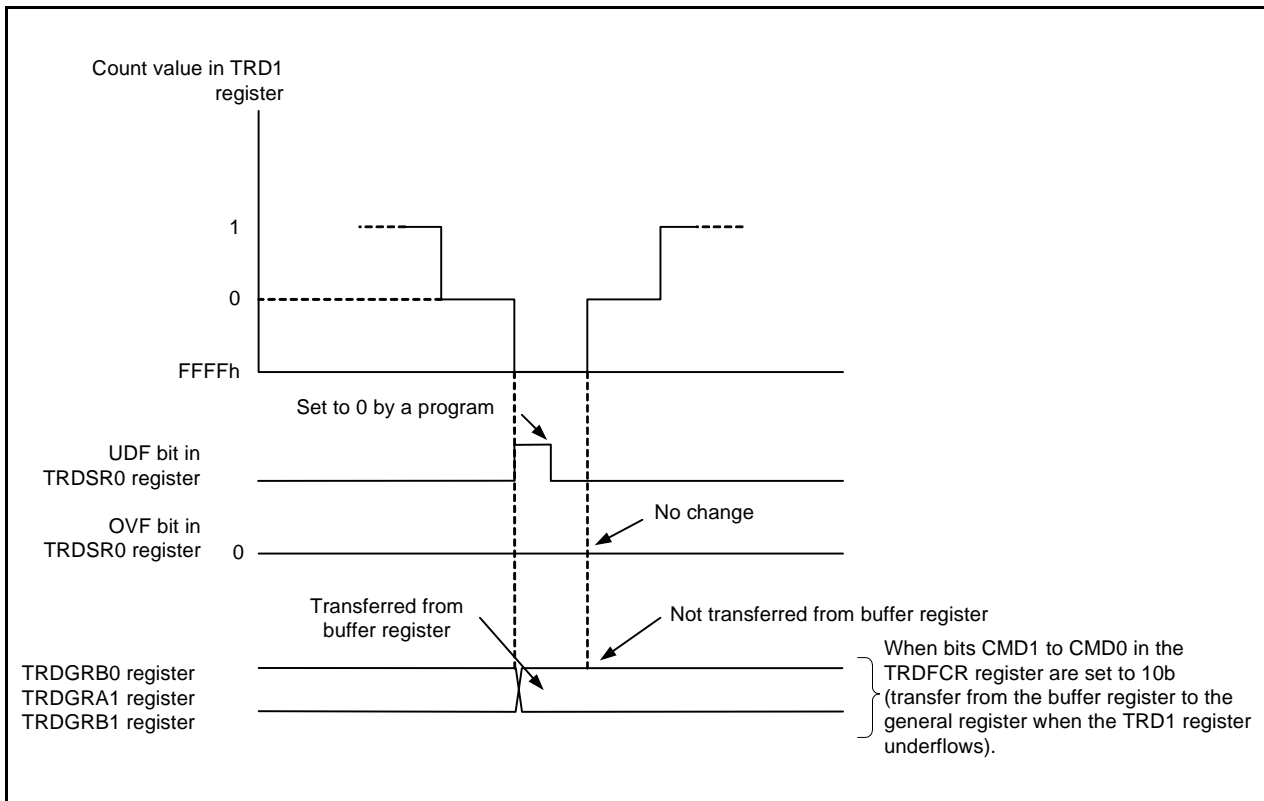 Count value in TRD1
register
1
0
FFFFh
Set to 0 by a program
UDF bit in
TRDSR0 register
No change
OVF bit in
TRDSR0 register
0
Transferred from
buffer register
Not transferred from buffer register
TRDGRB0 register
TRDGRA1 register
TRDGRB1 register
When bits CMD1 to CMD0 in the
TRDFCR register are set to 10b
(transfer from the buffer register to the
general register when the TRD1 register
underflows).